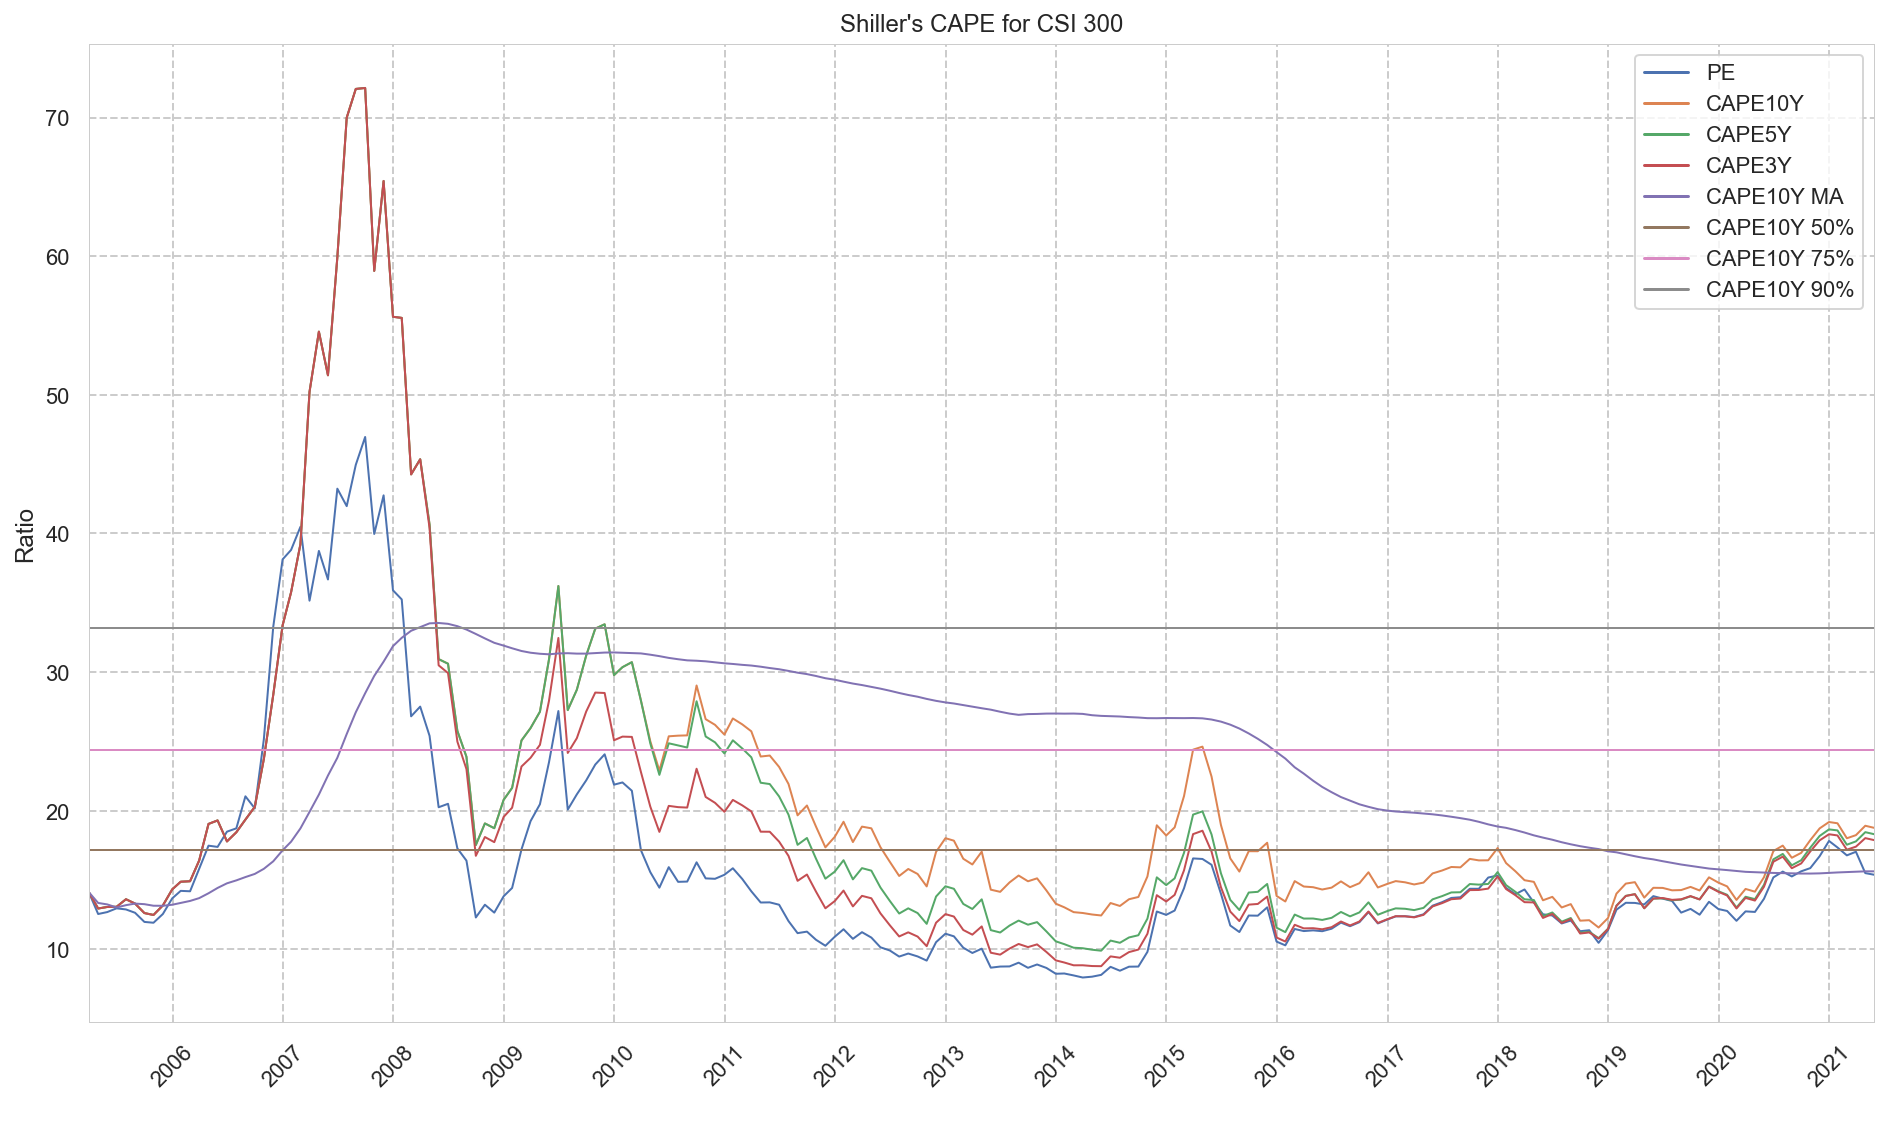 Shiller's CAPE for CSI 300
PE
CAPE10Y
CAPE5Y
CAPE3Y
CAPE10Y MA
CAPE10Y 50%
CAPE10Y 75%
CAPE10Y 90%
Ratio
70
60
50
40
30
20
10
2006 2007 2008 2009 2010 2011 2012 2013 2014 2015 2016 2017 2018 2019 2020 2021